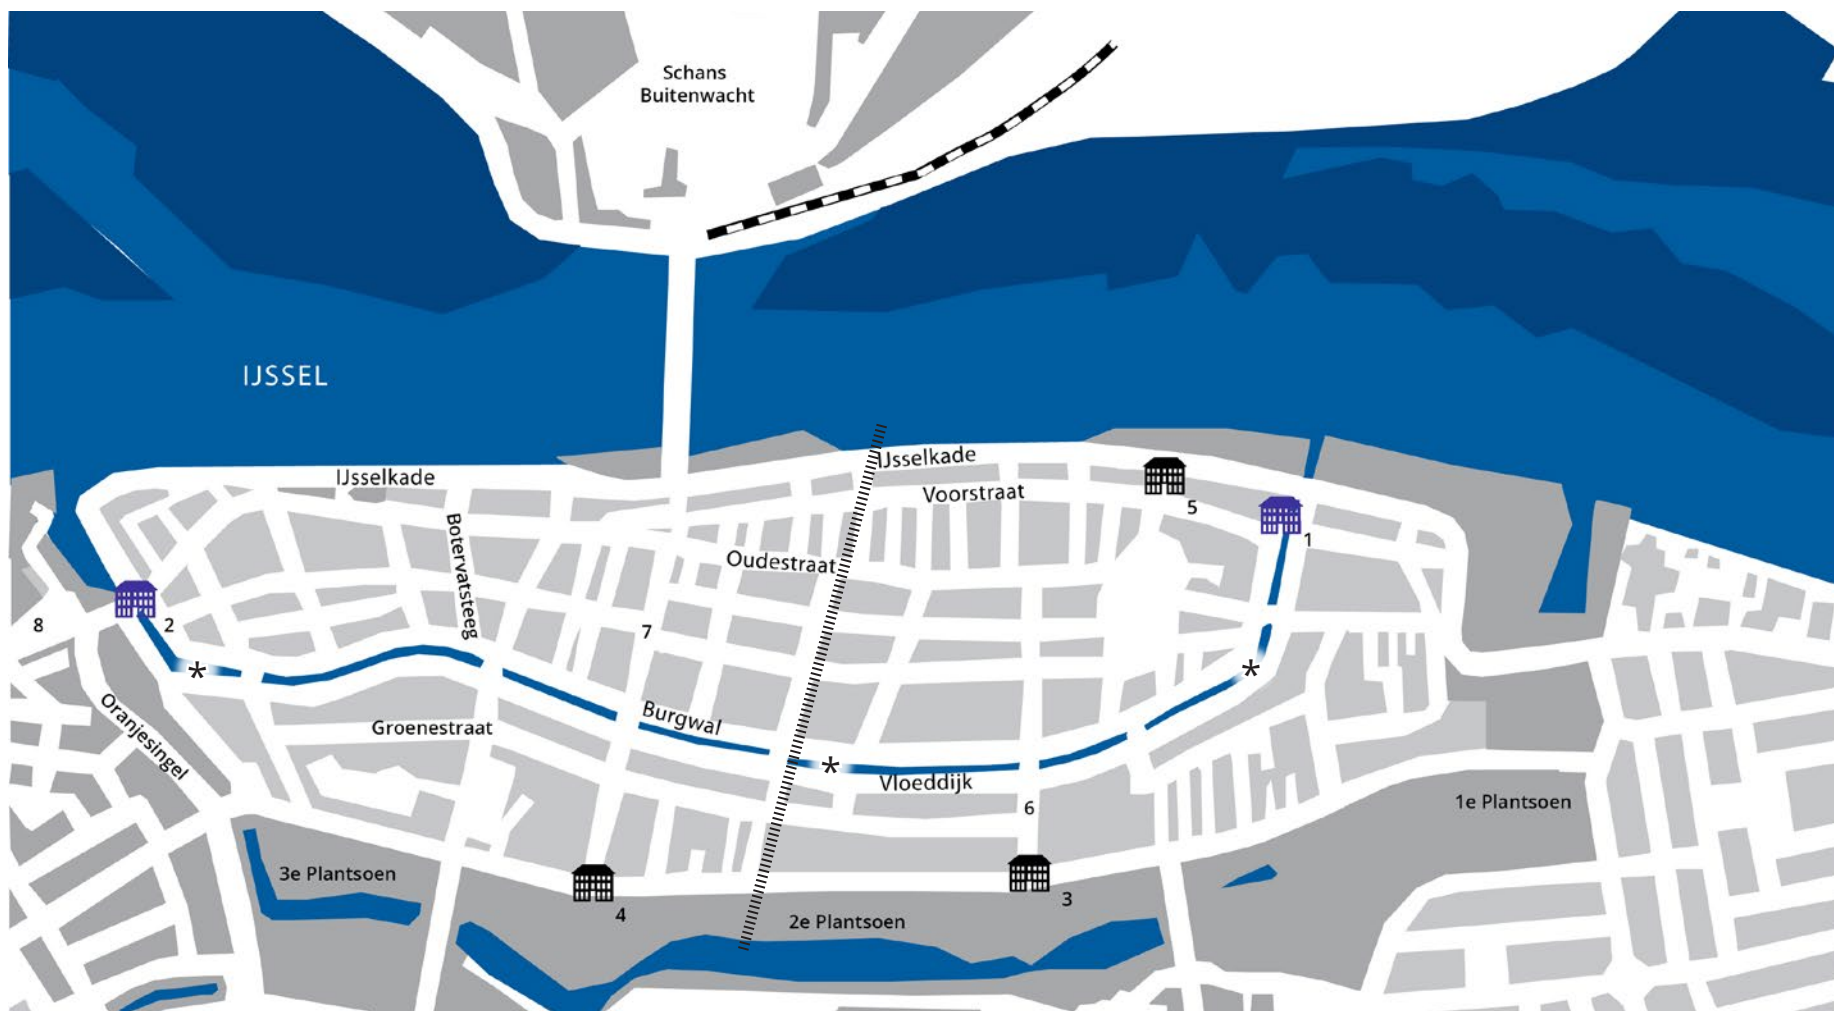 Schans
Buitenwacht
IJSSEL
IJsselkade
IJsselkade
Voorstraat
5
1
Botervatsteeg
Oudestraat
8
2
7
*
*
Oranjesingel
Groenestraat
Burgwal
*
Vloeddijk
6
1e Plantsoen
3e Plantsoen
4
3
2e Plantsoen